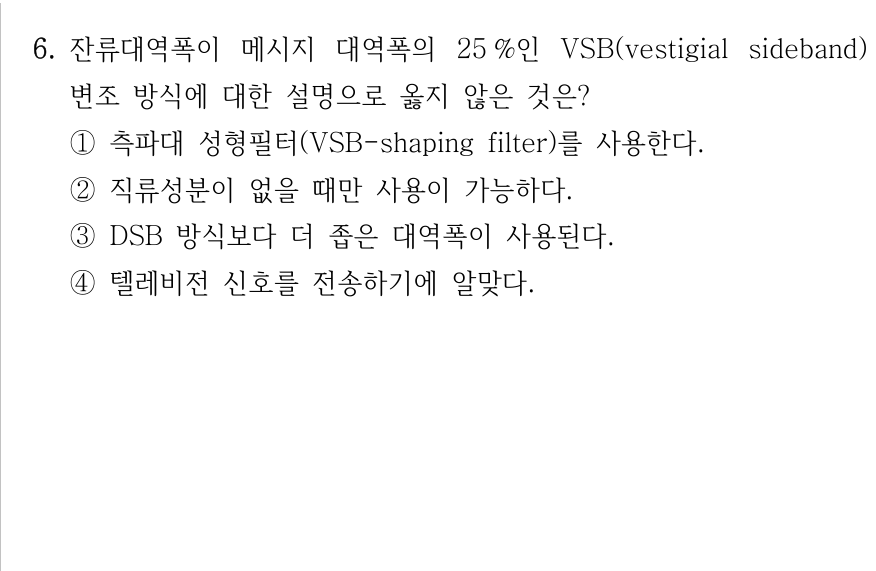 6. 잔류대역폭이 메시지 대역폭의 25 %인 VSB(vestigial sideband)
변조 방식에 대한 설명으로 옳지 않은 것은?
① 측파대 성형필터(VSB-shaping filter)를 사용한다.
② 직류성분이 없을 때만 사용이 가능하다.
③ DSB 방식보다 더 좁은 대역폭이 사용된다.
④ 텔레비전 신호를 전송하기에 알맞다.